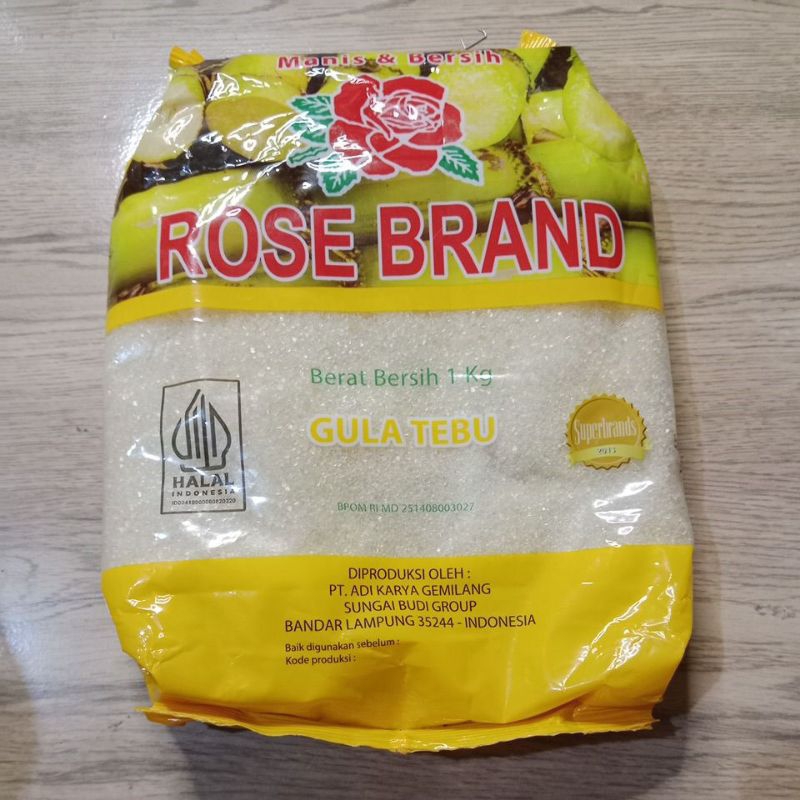 Manis & Bersih
ROSE BRAND
Berat Bersih 1 Kg
GULA TEBU
HALAL
INDONESIA
Superbrands
BPOM RI MD 251408003027
DIPRODUKSI OLEH :
PT. ADI KARYA GEMILANG
SUNGAI BUDI GROUP
BANDAR LAMPUNG 35244 - INDONESIA
Baik digunakan sebelum :
Kode produksi :